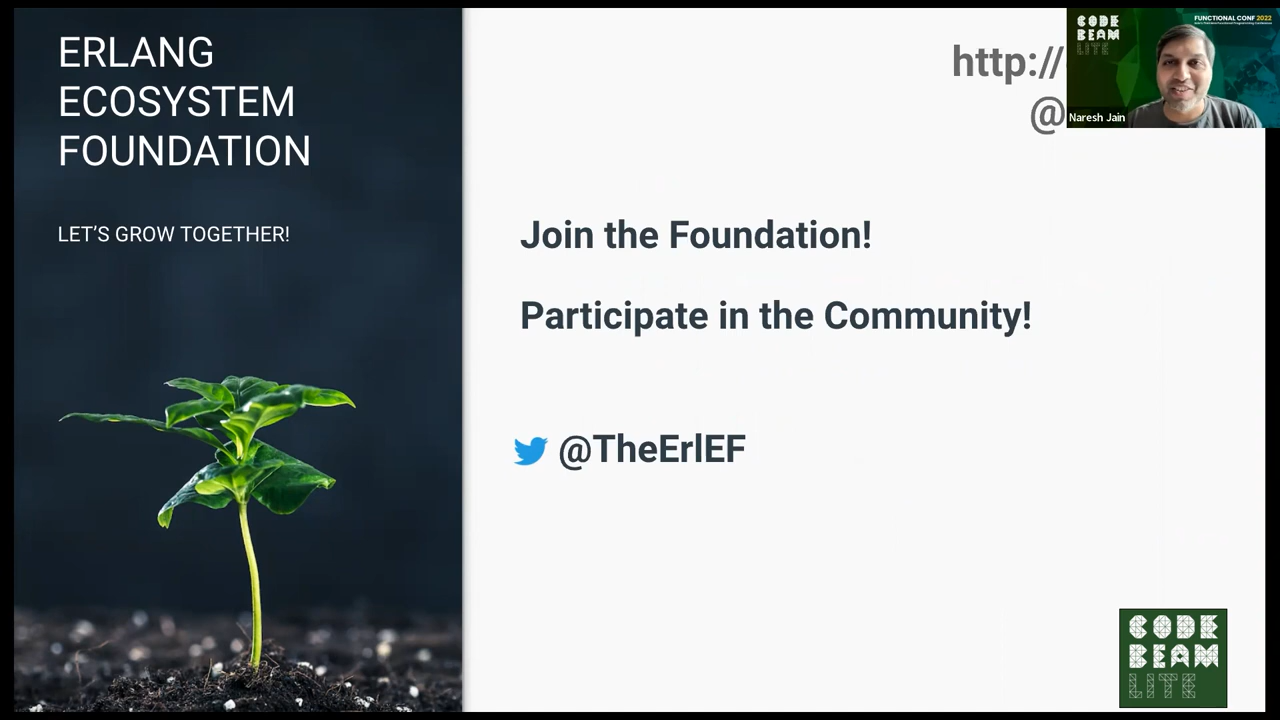 ERLANG
ECOSYSTEM
FOUNDATION
LET’S GROW TOGETHER!
http://
@
Join the Foundation!
Participate in the Community!
@TheErlEF
CODE
BEAM
LITE
FUNCTIONAL CONF 2022
Naresh Jain
CODE
BEAM
LITE